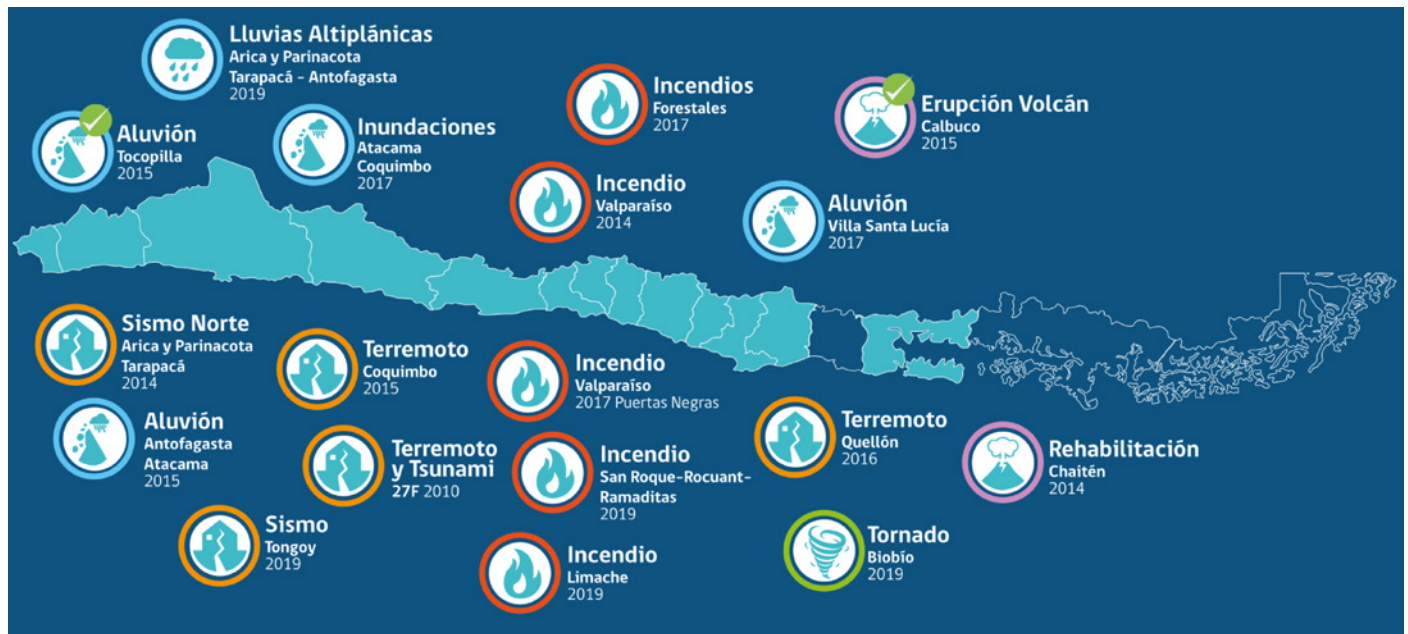 Lluvias Altiplánicas
Arica y Parinacota
Tarapacá - Antofagasta
2019
Aluvión
Tocopilla
2015
Inundaciones
Atacama
Coquimbo
2017
Incendios
Forestales
2017
Incendio
Valparaíso
2014
Erupción Volcán
Calbuco
2015
Aluvión
Villa Santa Lucía
2017
Sismo Norte
Arica y Parinacota
Tarapacá
2014
Aluvión
Antofagasta
Atacama
2015
Sismo
Tongoy
2019
Terremoto
Coquimbo
2015
Terremoto
y Tsunami
27F 2010
Incendio
Valparaíso
2017 Puertas Negras
Incendio
San Roque-Rocuant-
Ramaditas
2019
Incendio
Limache
2019
Terremoto
Quellón
2016
Rehabilitación
Chaitén
2014
Tornado
Biobío
2019